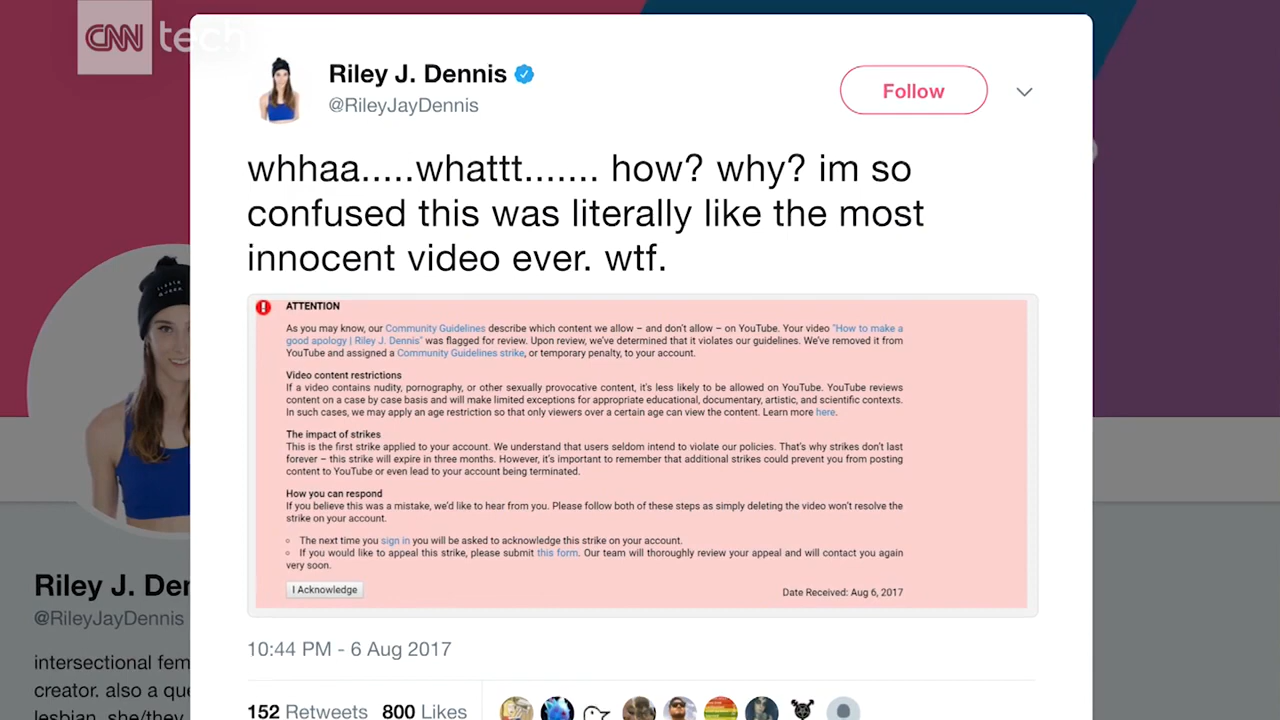 CNN tech
Riley J. Dennis
@RileyJayDennis
Follow
whhaa.....whattt....... how? why? im so
confused this was literally like the most
innocent video ever. wtf.
ATTENTION
As you may know, our Community Guidelines describe which content we allow – and don't allow – on YouTube. Your video "How to make a
good apology | Riley J. Dennis" was flagged for review. Upon review, we've determined that it violates our guidelines. We've removed it from
YouTube and assigned a Community Guidelines strike, or temporary penalty, to your account.
Video content restrictions
If a video contains nudity, pornography, or other sexually provocative content, it's less likely to be allowed on YouTube. YouTube reviews
content on a case by case basis and will make limited exceptions for appropriate educational, documentary, artistic, and scientific contexts.
In such cases, we may apply an age restriction so that only viewers over a certain age can view the content. Learn more here.
The impact of strikes
This is the first strike applied to your account. We understand that users seldom intend to violate our policies. That's why strikes don't last
forever – this strike will expire in three months. However, it's important to remember that additional strikes could prevent you from posting
content to YouTube or even lead to your account being terminated.
How you can respond
If you believe this was a mistake, we'd like to hear from you. Please follow both of these steps as simply deleting the video won't resolve the
strike on your account.
The next time you sign in you will be asked to acknowledge this strike on your account.
If you would like to appeal this strike, please submit this form. Our team will thoroughly review your appeal and will contact you again
very soon.
I Acknowledge
Date Received: Aug 6, 2017
10:44 PM - 6 Aug 2017
152 Retweets 800 Likes
Riley J. Der
@RileyJayDennis
intersectional fem
creator. also a qu
lesbian. she/they